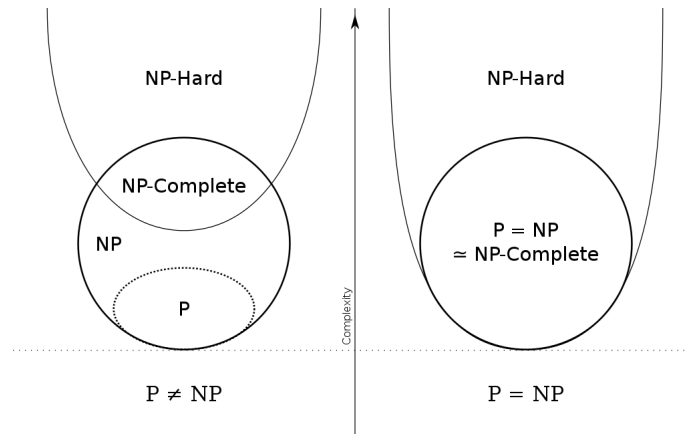 NP-Hard
NP-Complete
NP
P
P ≠ NP
Complexity
NP-Hard
P = NP
≃ NP-Complete
P = NP